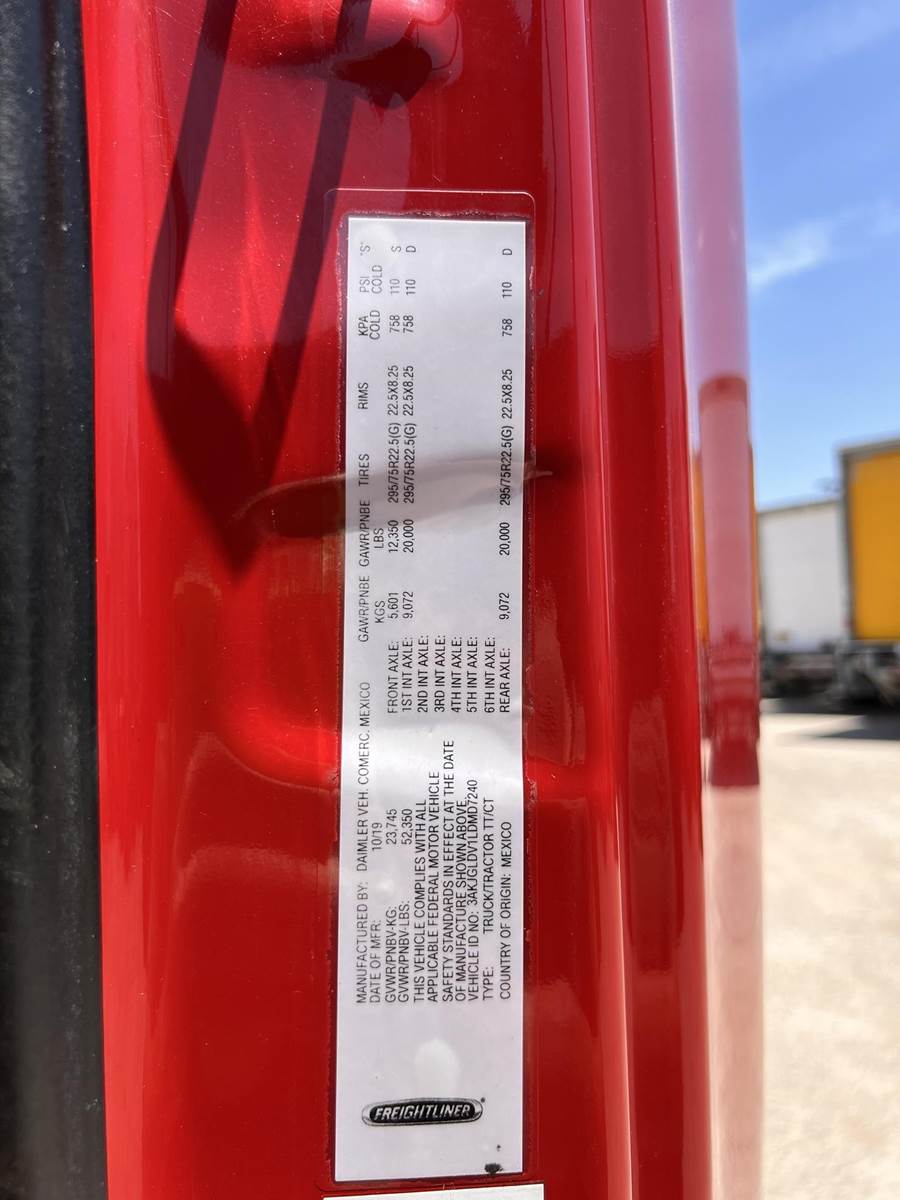 FREIGHTLINER
MANUFACTURED BY: DAIMLER VEH. COMERC. MEXICO
DATE OF MFR: 10/19
GVWR/PNBV-KG: 23,745
GVWR/PNBV-LBS: 52,350
THIS VEHICLE COMPLIES WITH ALL
APPLICABLE FEDERAL MOTOR VEHICLE
SAFETY STANDARDS IN EFFECT AT THE DATE
OF MANUFACTURE SHOWN ABOVE.
VEHICLE ID NO: 3AKJGLDV1LDMD7240
TYPE: TRUCK/TRACTOR TT/CT
COUNTRY OF ORIGIN: MEXICO
GAWR/PNBE KGS GAWR/PNBE LBS TIRES RIMS KPA COLD PSI COLD "S"
FRONT AXLE: 5,601 12,350 295/75R22.5(G) 22.5X8.25 758 110 S
1ST INT AXLE: 9,072 20,000 295/75R22.5(G) 22.5X8.25 758 110 D
2ND INT AXLE:
3RD INT AXLE:
4TH INT AXLE:
5TH INT AXLE:
6TH INT AXLE:
REAR AXLE: 9,072 20,000 295/75R22.5(G) 22.5X8.25 758 110 D